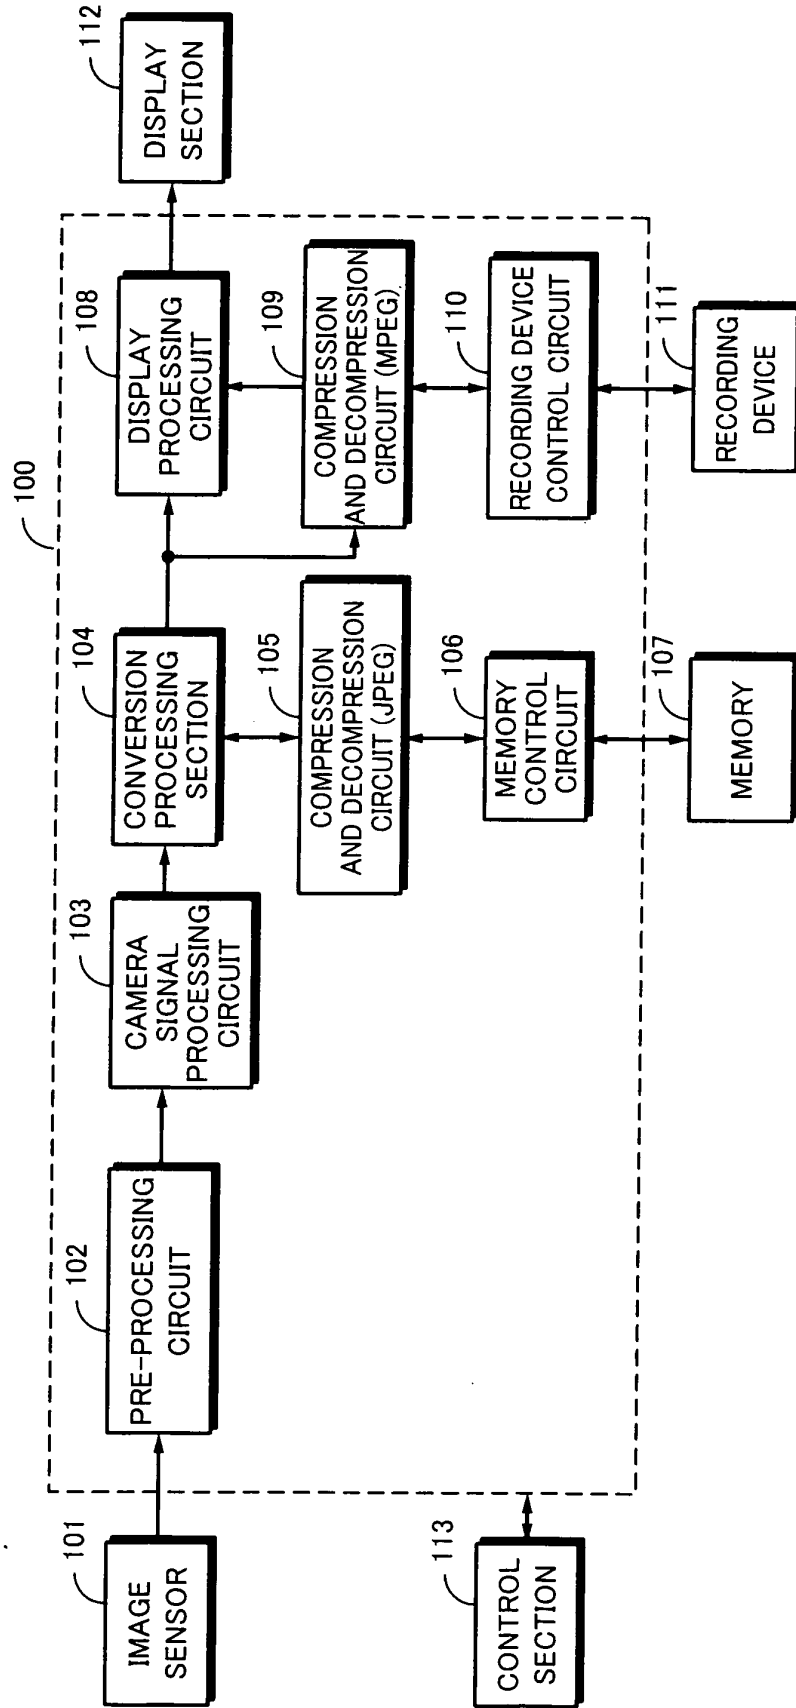 100
101
IMAGE
SENSOR
102
PRE-PROCESSING
CIRCUIT
103
CAMERA
SIGNAL
PROCESSING
CIRCUIT
104
CONVERSION
PROCESSING
SECTION
108
DISPLAY
PROCESSING
CIRCUIT
112
DISPLAY
SECTION
105
COMPRESSION
AND DECOMPRESSION
CIRCUIT (JPEG)
109
COMPRESSION
AND DECOMPRESSION
CIRCUIT (MPEG)
106
MEMORY
CONTROL
CIRCUIT
110
RECORDING DEVICE
CONTROL CIRCUIT
113
CONTROL
SECTION
107
MEMORY
111
RECORDING
DEVICE